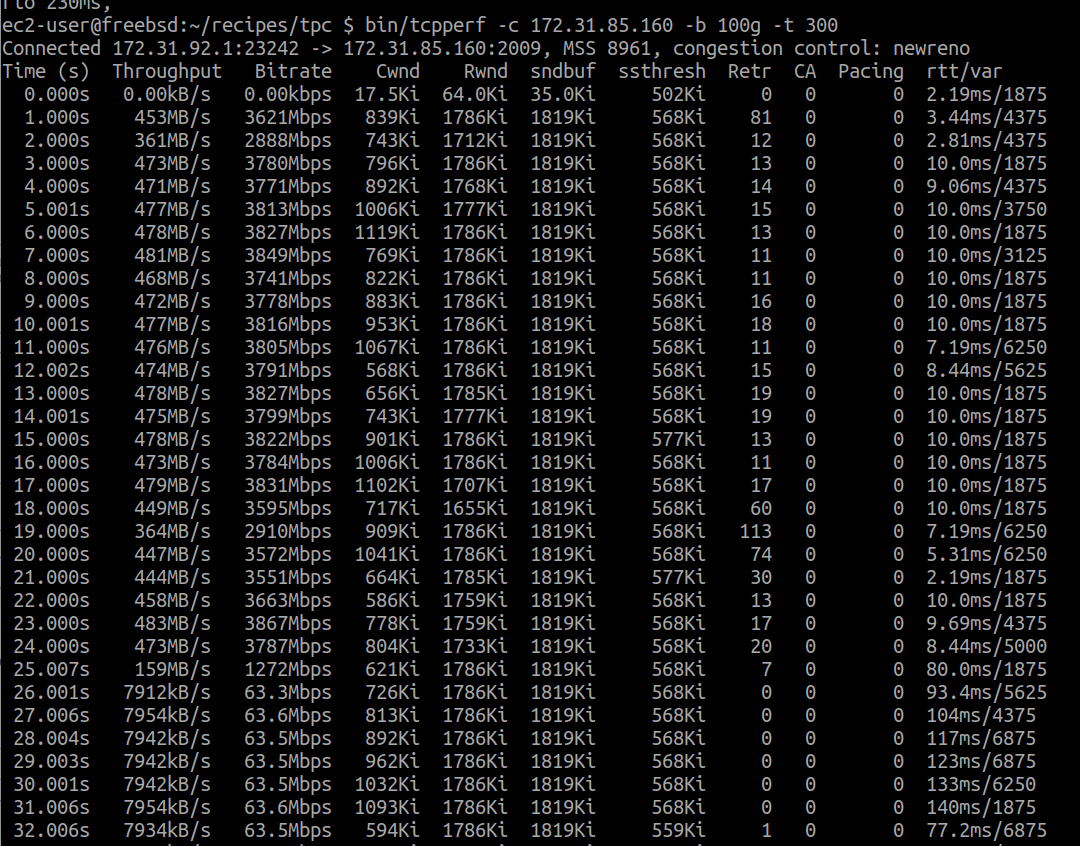 rto 230ms,
ec2-user@freebsd:~/recipes/tpc $ bin/tcpperf -c 172.31.85.160 -b 100g -t 300
Connected 172.31.92.1:23242 -> 172.31.85.160:2009, MSS 8961, congestion control: newreno
Time (s)  Throughput   Bitrate    Cwnd    Rwnd  sndbuf  ssthresh  Retr  CA  Pacing  rtt/var
0.000s   0.00kB/s   0.00kbps  17.5Ki  64.0Ki  35.0Ki     502Ki     0   0       0  2.19ms/1875
1.000s    453MB/s   3621Mbps   839Ki  1786Ki  1819Ki     568Ki    81   0       0  3.44ms/4375
2.000s    361MB/s   2888Mbps   743Ki  1712Ki  1819Ki     568Ki    12   0       0  2.81ms/4375
3.000s    473MB/s   3780Mbps   796Ki  1786Ki  1819Ki     568Ki    13   0       0  10.0ms/1875
4.000s    471MB/s   3771Mbps   892Ki  1768Ki  1819Ki     568Ki    14   0       0  9.06ms/4375
5.001s    477MB/s   3813Mbps  1006Ki  1777Ki  1819Ki     568Ki    15   0       0  10.0ms/3750
6.000s    478MB/s   3827Mbps  1119Ki  1786Ki  1819Ki     568Ki    13   0       0  10.0ms/1875
7.000s    481MB/s   3849Mbps   769Ki  1786Ki  1819Ki     568Ki    11   0       0  10.0ms/3125
8.000s    468MB/s   3741Mbps   822Ki  1786Ki  1819Ki     568Ki    11   0       0  10.0ms/1875
9.000s    472MB/s   3778Mbps   883Ki  1786Ki  1819Ki     568Ki    16   0       0  10.0ms/1875
10.001s    477MB/s   3816Mbps   953Ki  1786Ki  1819Ki     568Ki    18   0       0  10.0ms/1875
11.000s    476MB/s   3805Mbps  1067Ki  1786Ki  1819Ki     568Ki    11   0       0  7.19ms/6250
12.002s    474MB/s   3791Mbps   568Ki  1786Ki  1819Ki     568Ki    15   0       0  8.44ms/5625
13.000s    478MB/s   3827Mbps   656Ki  1785Ki  1819Ki     568Ki    19   0       0  10.0ms/1875
14.001s    475MB/s   3799Mbps   743Ki  1777Ki  1819Ki     568Ki    19   0       0  10.0ms/1875
15.000s    478MB/s   3822Mbps   901Ki  1786Ki  1819Ki     577Ki    13   0       0  10.0ms/1875
16.000s    473MB/s   3784Mbps  1006Ki  1786Ki  1819Ki     568Ki    11   0       0  10.0ms/1875
17.000s    479MB/s   3831Mbps  1102Ki  1707Ki  1819Ki     568Ki    17   0       0  10.0ms/1875
18.000s    449MB/s   3595Mbps   717Ki  1655Ki  1819Ki     568Ki    60   0       0  10.0ms/1875
19.000s    364MB/s   2910Mbps   909Ki  1786Ki  1819Ki     568Ki   113   0       0  7.19ms/6250
20.000s    447MB/s   3572Mbps  1041Ki  1786Ki  1819Ki     568Ki    74   0       0  5.31ms/6250
21.000s    444MB/s   3551Mbps   664Ki  1785Ki  1819Ki     577Ki    30   0       0  2.19ms/1875
22.000s    458MB/s   3663Mbps   586Ki  1759Ki  1819Ki     568Ki    13   0       0  10.0ms/1875
23.000s    483MB/s   3867Mbps   778Ki  1759Ki  1819Ki     568Ki    17   0       0  9.69ms/4375
24.000s    473MB/s   3787Mbps   804Ki  1733Ki  1819Ki     568Ki    20   0       0  8.44ms/5000
25.007s    159MB/s   1272Mbps   621Ki  1786Ki  1819Ki     568Ki     7   0       0  80.0ms/1875
26.001s   7912kB/s   63.3Mbps   726Ki  1786Ki  1819Ki     568Ki     0   0       0  93.4ms/5625
27.006s   7954kB/s   63.6Mbps   813Ki  1786Ki  1819Ki     568Ki     0   0       0  104ms/4375
28.004s   7942kB/s   63.5Mbps   892Ki  1786Ki  1819Ki     568Ki     0   0       0  117ms/6875
29.003s   7942kB/s   63.5Mbps   962Ki  1786Ki  1819Ki     568Ki     0   0       0  123ms/6875
30.001s   7942kB/s   63.5Mbps  1032Ki  1786Ki  1819Ki     568Ki     0   0       0  133ms/6250
31.006s   7954kB/s   63.6Mbps  1093Ki  1786Ki  1819Ki     568Ki     0   0       0  140ms/1875
32.006s   7934kB/s   63.5Mbps   594Ki  1786Ki  1819Ki     559Ki     1   0       0  77.2ms/6875